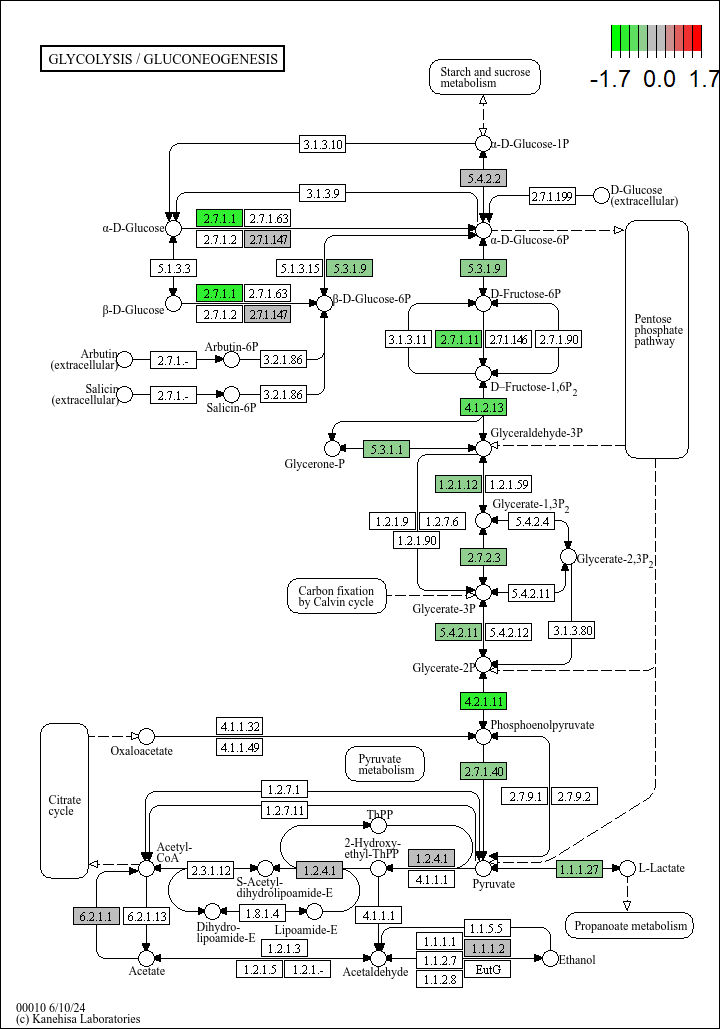 GLYCOLYSIS / GLUCONEOGENESIS
-1.7 0.0 1.7
Starch and sucrose
metabolism
3.1.3.10
α-D-Glucose-1P
5.4.2.2
3.1.3.9
2.7.1.199
D-Glucose
(extracellular)
α-D-Glucose
2.7.1.1
2.7.1.63
2.7.1.2
2.7.1.147
α-D-Glucose-6P
5.1.3.3
5.1.3.15
5.3.1.9
5.3.1.9
β-D-Glucose
2.7.1.1
2.7.1.63
2.7.1.2
2.7.1.147
β-D-Glucose-6P
D-Fructose-6P
3.1.3.11
2.7.1.11
2.7.1.146
2.7.1.90
Pentose
phosphate
pathway
Arbutin
(extracellular)
2.7.1.-
Arbutin-6P
3.2.1.86
Salicin
(extracellular)
2.7.1.-
Salicin-6P
3.2.1.86
D-Fructose-1,6P2
4.1.2.13
Glyceraldehyde-3P
5.3.1.1
Glycerone-P
1.2.1.12
1.2.1.59
Glycerate-1,3P2
1.2.1.9
1.2.7.6
1.2.1.90
5.4.2.4
2.7.2.3
Glycerate-2,3P2
Carbon fixation
by Calvin cycle
5.4.2.11
Glycerate-3P
5.4.2.11
5.4.2.12
3.1.3.80
Glycerate-2P
4.2.1.11
4.1.1.32
4.1.1.49
Oxaloacetate
Phosphoenolpyruvate
Pyruvate
metabolism
2.7.1.40
2.7.9.1
2.7.9.2
Citrate
cycle
1.2.7.1
1.2.7.11
ThPP
Acetyl-
CoA
2-Hydroxy-
ethyl-ThPP
2.3.1.12
S-Acetyl-
dihydrolipoamide-E
1.2.4.1
1.2.4.1
4.1.1.1
Pyruvate
1.1.1.27
L-Lactate
6.2.1.1
6.2.1.13
Dihydro-
lipoamide-E
1.8.1.4
Lipoamide-E
4.1.1.1
Propanoate metabolism
Acetate
1.2.1.3
1.2.1.5
1.2.1.-
Acetaldehyde
1.1.5.5
1.1.1.1
1.1.1.2
1.1.2.7
EutG
1.1.2.8
Ethanol
00010 6/10/24
(c) Kanehisa Laboratories